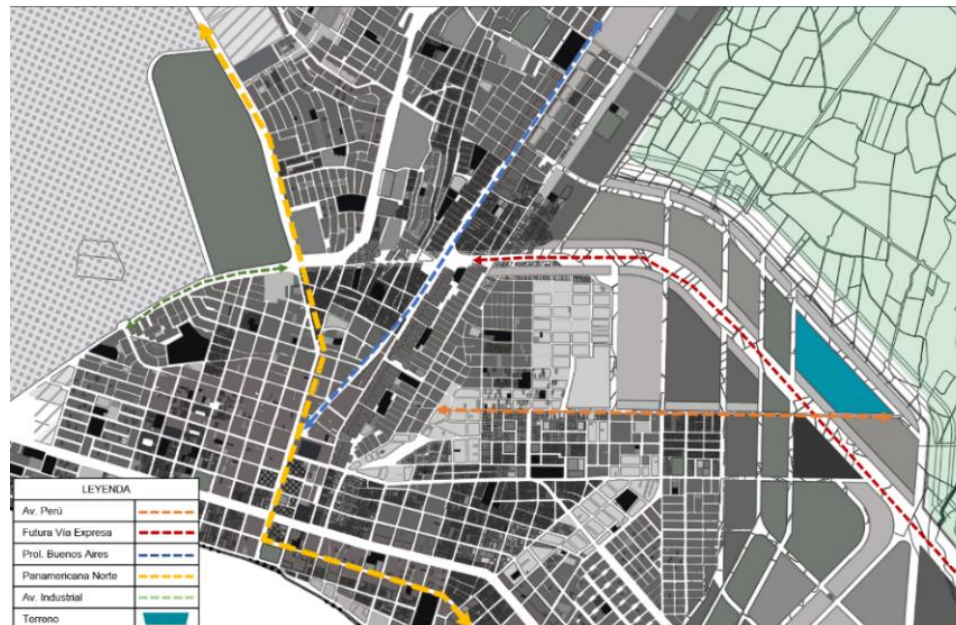 LEYENDA
Av. Perú
Futura Vía Expresa
Prol. Buenos Aires
Panamericana Norte
Av. Industrial
Terreno